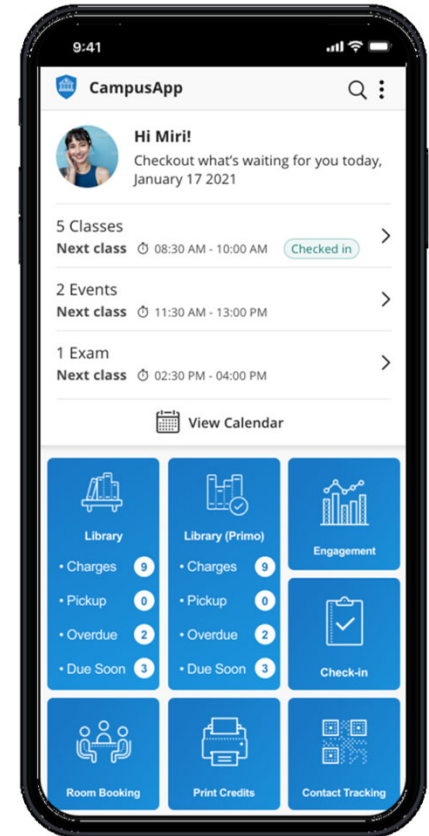 9:41
CampusApp
Hi Miri!
Checkout what's waiting for you today,
January 17 2021
5 Classes
Next class 08:30 AM - 10:00 AM Checked in
2 Events
Next class 11:30 AM - 13:00 PM
1 Exam
Next class 02:30 PM - 04:00 PM
View Calendar
Library
• Charges 9
• Pickup 0
• Overdue 2
• Due Soon 3
Library (Primo)
• Charges 9
• Pickup 0
• Overdue 2
• Due Soon 3
Engagement
Check-in
Room Booking
Print Credits
Contact Tracking